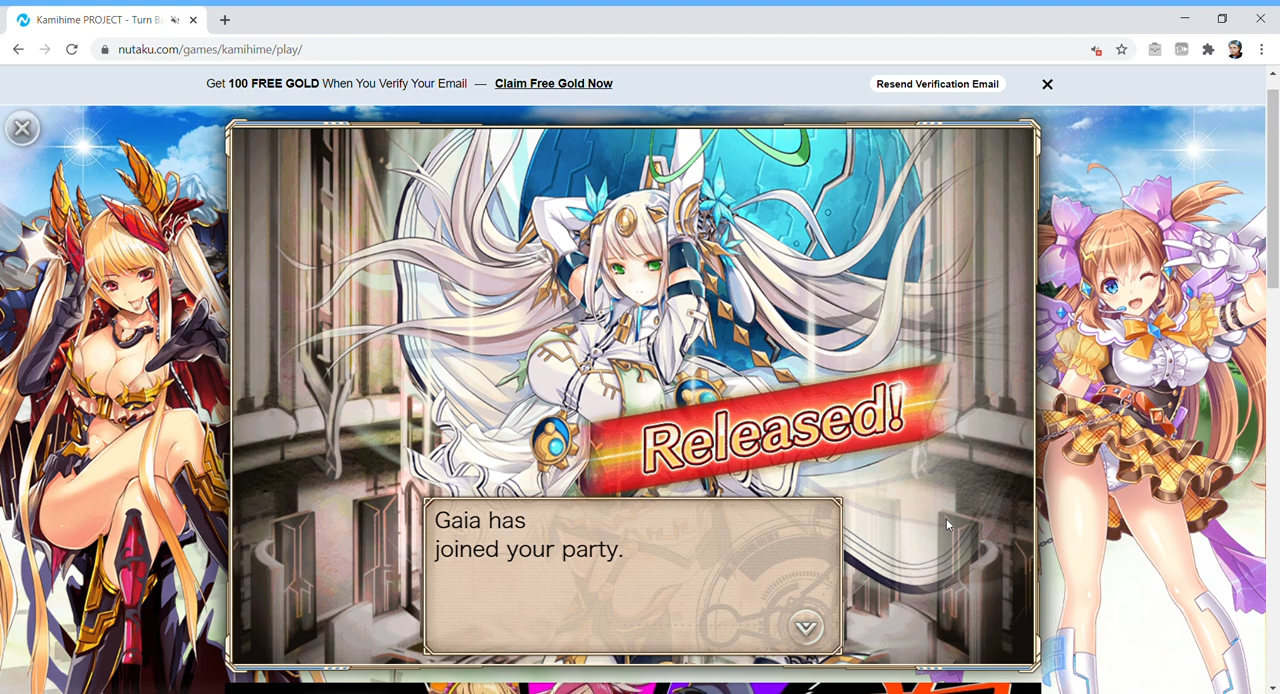 Kamihime PROJECT - Turn B
nutaku.com/games/kamihime/play/
Get 100 FREE GOLD When You Verify Your Email — Claim Free Gold Now
Resend Verification Email
Released!
Gaia has
joined your party.